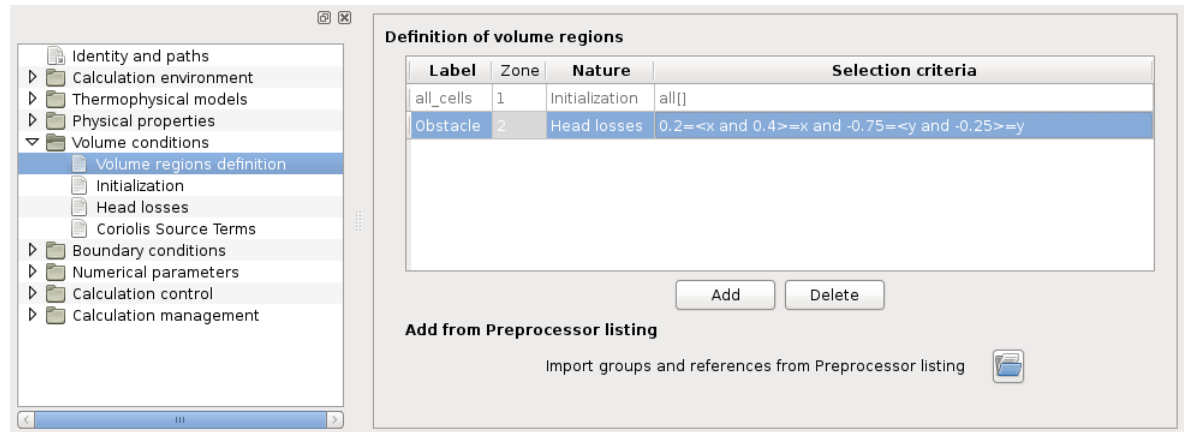 Identity and paths
Calculation environment
Thermophysical models
Physical properties
Volume conditions
Volume regions definition
Initialization
Head losses
Coriolis Source Terms
Boundary conditions
Numerical parameters
Calculation control
Calculation management
Definition of volume regions
Label Zone Nature Selection criteria
all_cells 1 Initialization all[]
Obstacle 2 Head losses 0.2=<x and 0.4>=x and -0.75=<y and -0.25>=y
Add Delete
Add from Preprocessor listing
Import groups and references from Preprocessor listing